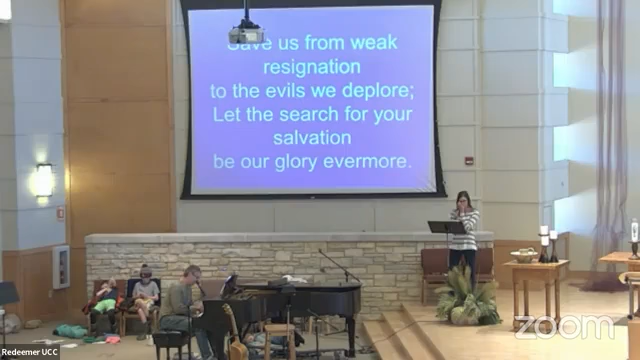 Save us from weak
resignation
to the evils we deplore;
Let the search for your
salvation
be our glory evermore.
Redeemer UCC
zoom